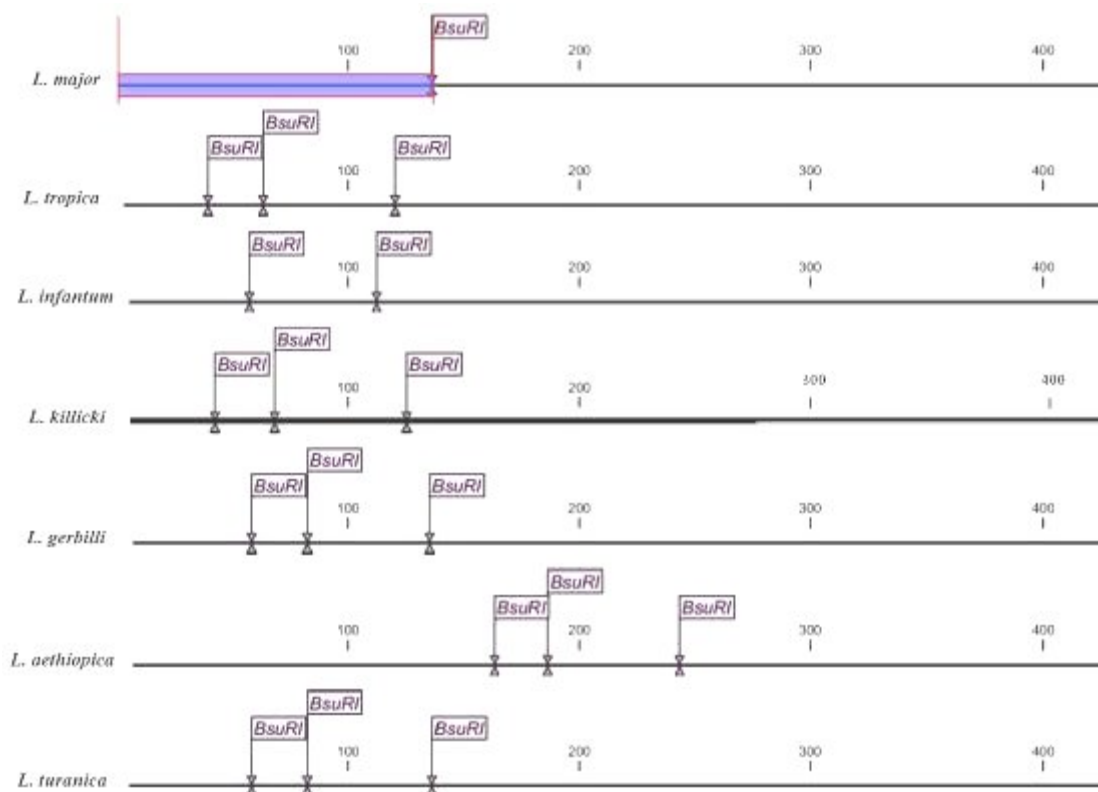 BsuRI
100 200 300 400
L. major
BsuRI
BsuRI BsuRI
100 200 300 400
L. tropica
BsuRI BsuRI
100 200 300 400
L. infantum
BsuRI
BsuRI BsuRI
100 200 300 400
L. killicki
BsuRI
BsuRI BsuRI
100 200 300 400
L. gerbilli
BsuRI
BsuRI BsuRI
100 200 300 400
L. aethiopica
BsuRI
BsuRI BsuRI
100 200 300 400
L. turanica